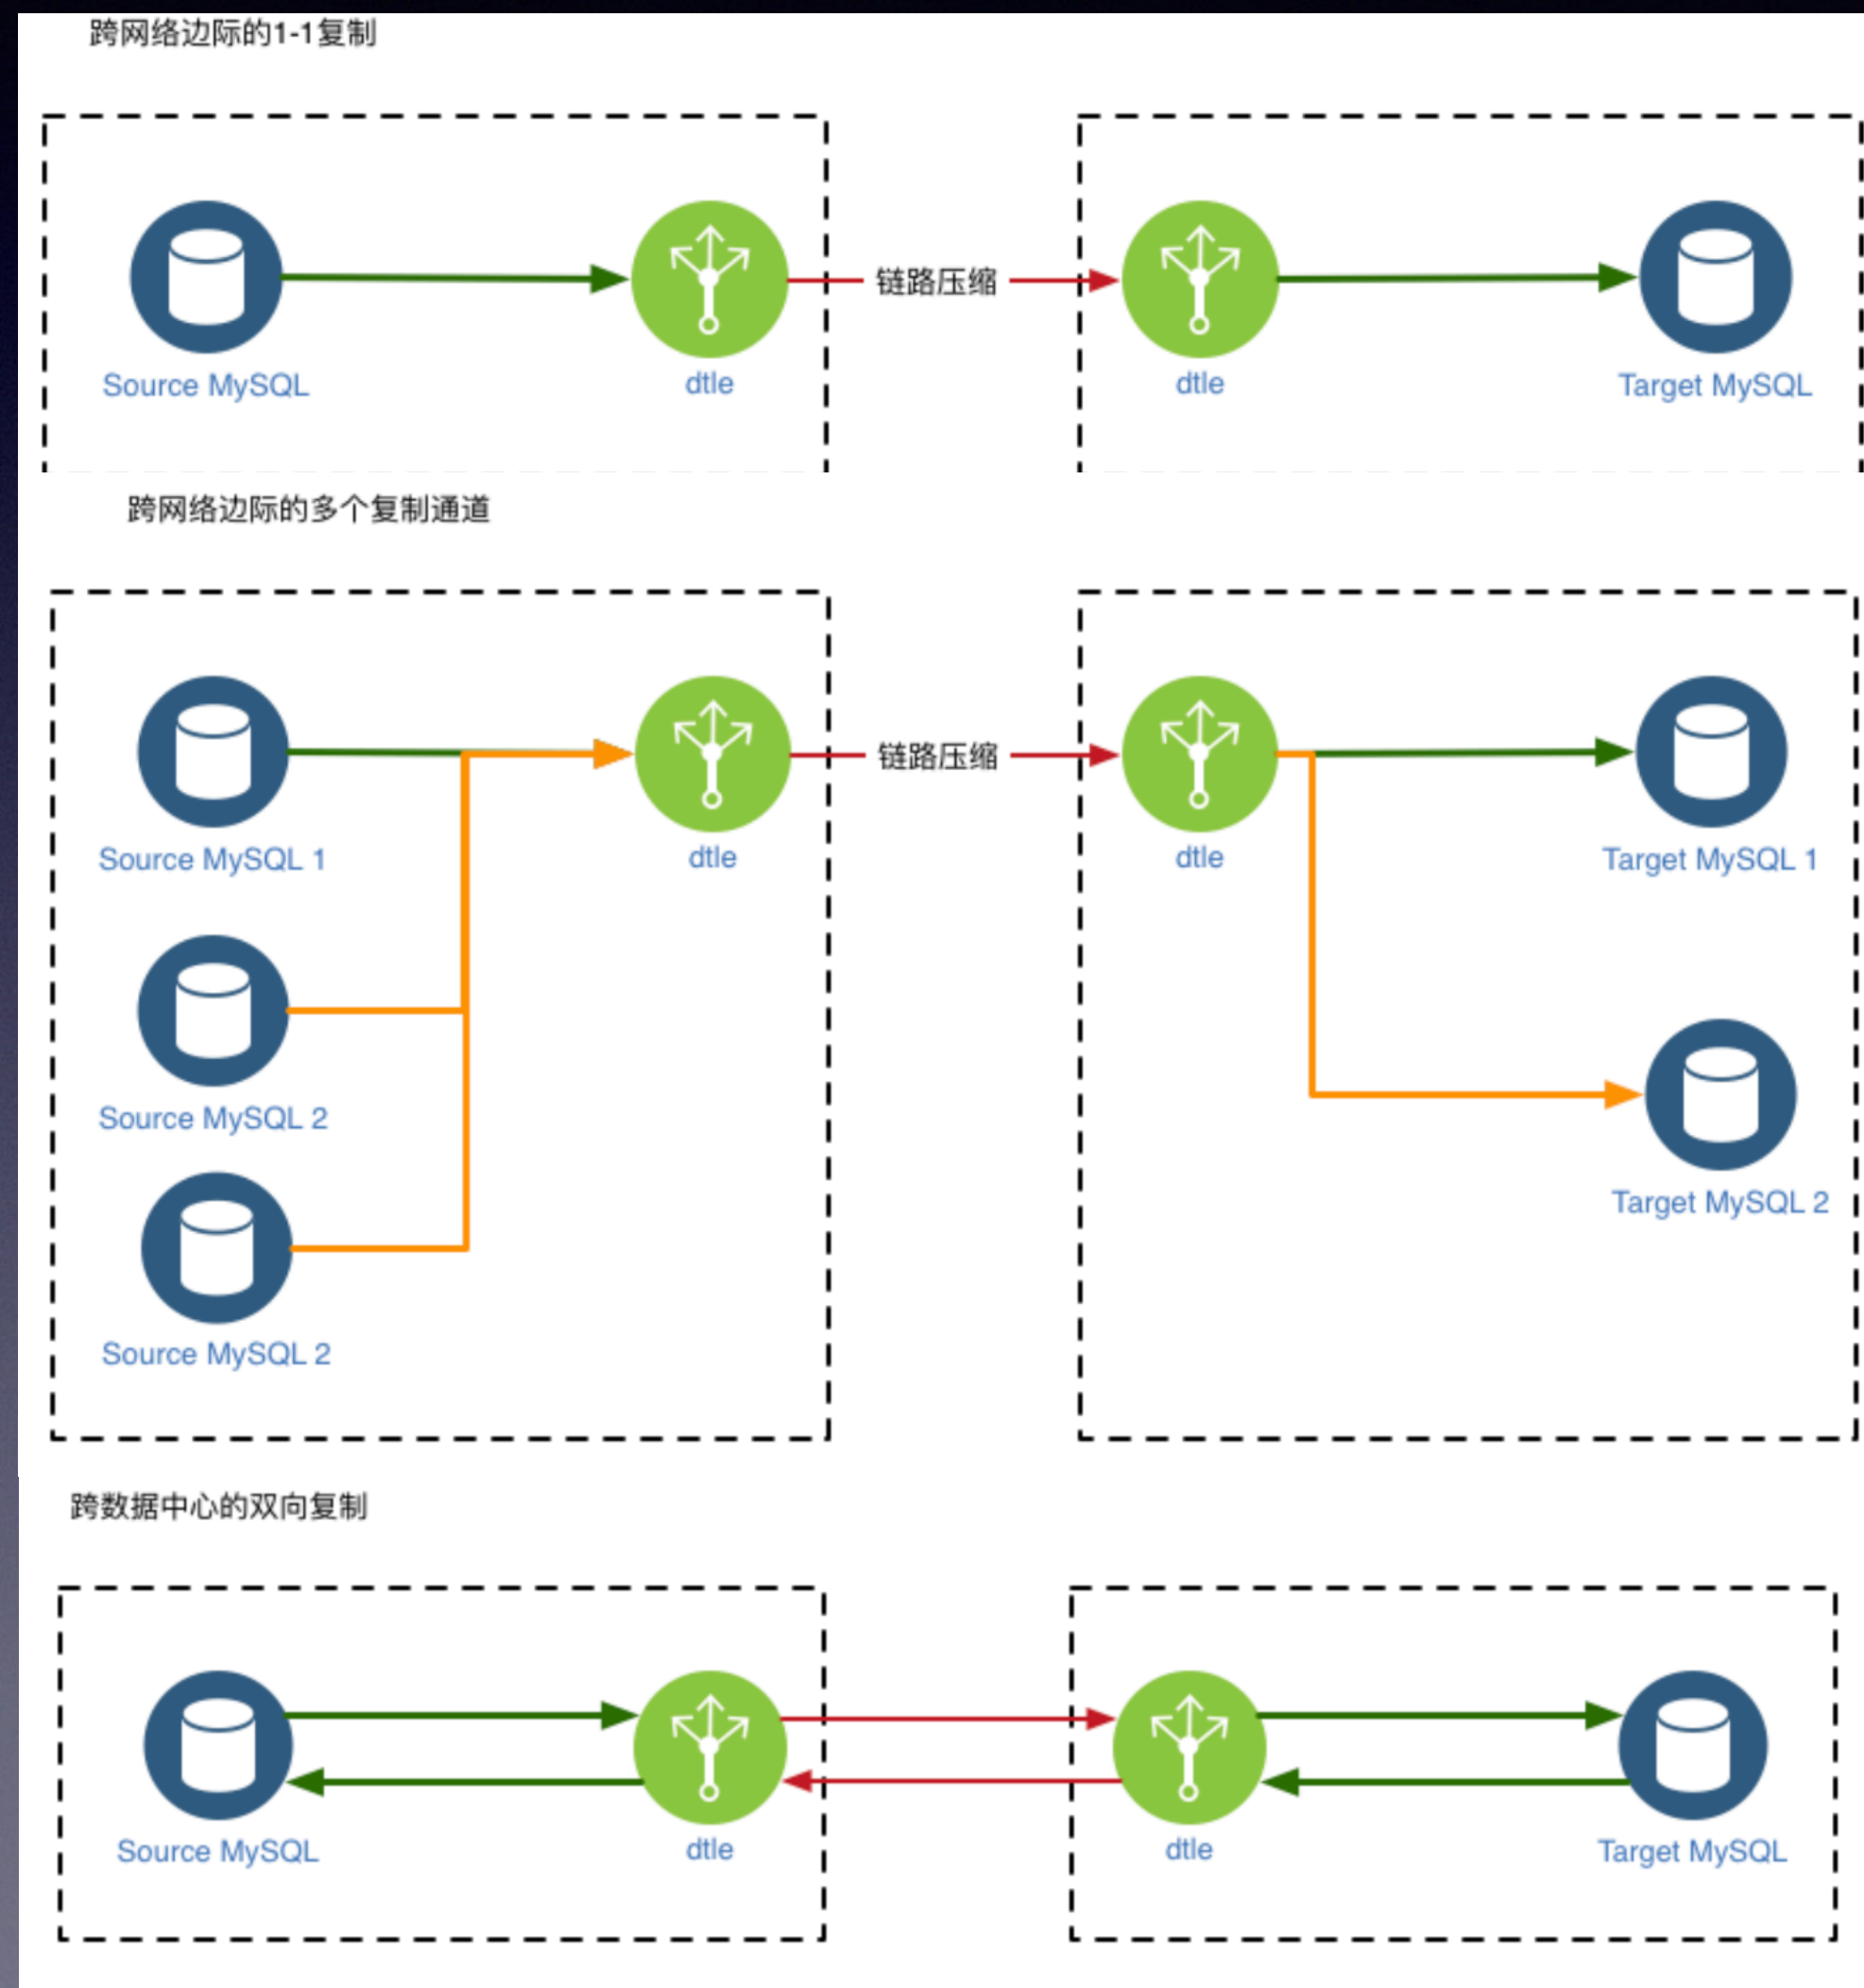 跨网络边际的1-1复制
链路压缩
Source MySQL
dtle
dtle
Target MySQL
跨网络边际的多个复制通道
链路压缩
Source MySQL 1
dtle
dtle
Target MySQL 1
Source MySQL 2
Target MySQL 2
Source MySQL 2
跨数据中心的双向复制
Source MySQL
dtle
dtle
Target MySQL